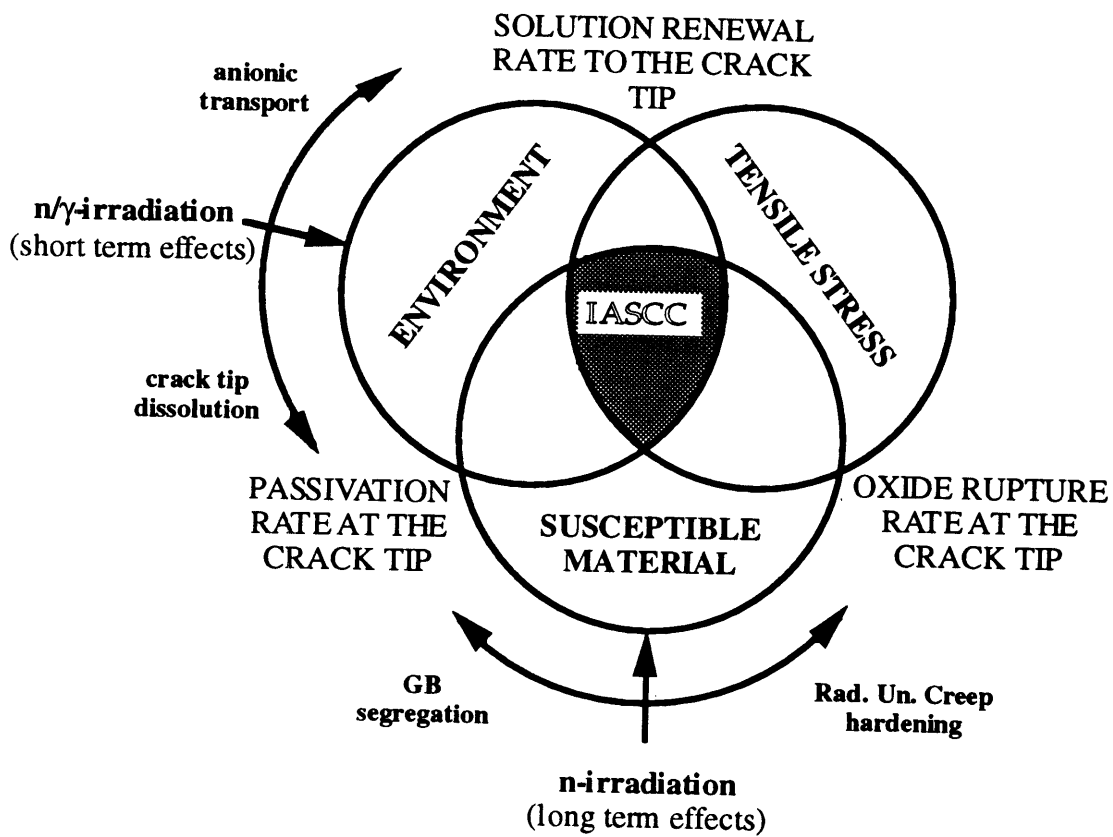 SOLUTION RENEWAL
RATE TO THE CRACK
TIP
anionic
transport
n/γ-irradiation
(short term effects)
ENVIRONMENT
TENSILE STRESS
IASCC
crack tip
dissolution
PASSIVATION
RATE AT THE
CRACK TIP
SUSCEPTIBLE
MATERIAL
OXIDE RUPTURE
RATE AT THE
CRACK TIP
GB
segregation
Rad. Un. Creep
hardening
n-irradiation
(long term effects)